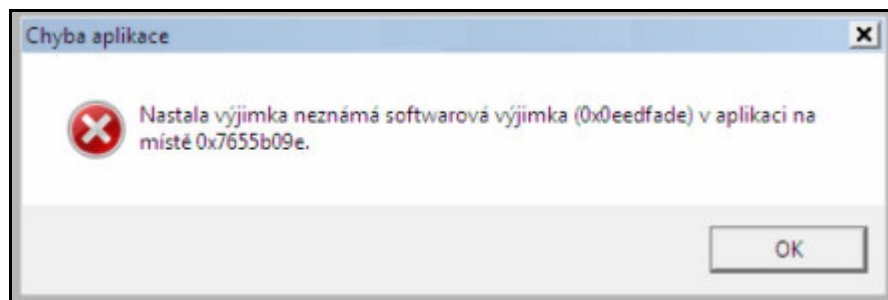 Chyba aplikace
Nastala výjimka neznámá softwarová výjimka (0x0eedfade) v aplikaci na
místě 0x7655b09e.
OK